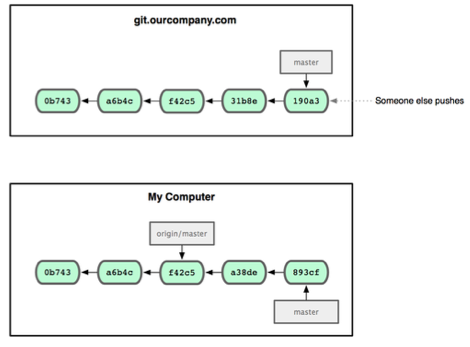 git.ourcompany.com
master
0b743 a6b4c f42c5 31b8e 190a3 Someone else pushes
My Computer
origin/master
0b743 a6b4c f42c5 a38de 893cf
master